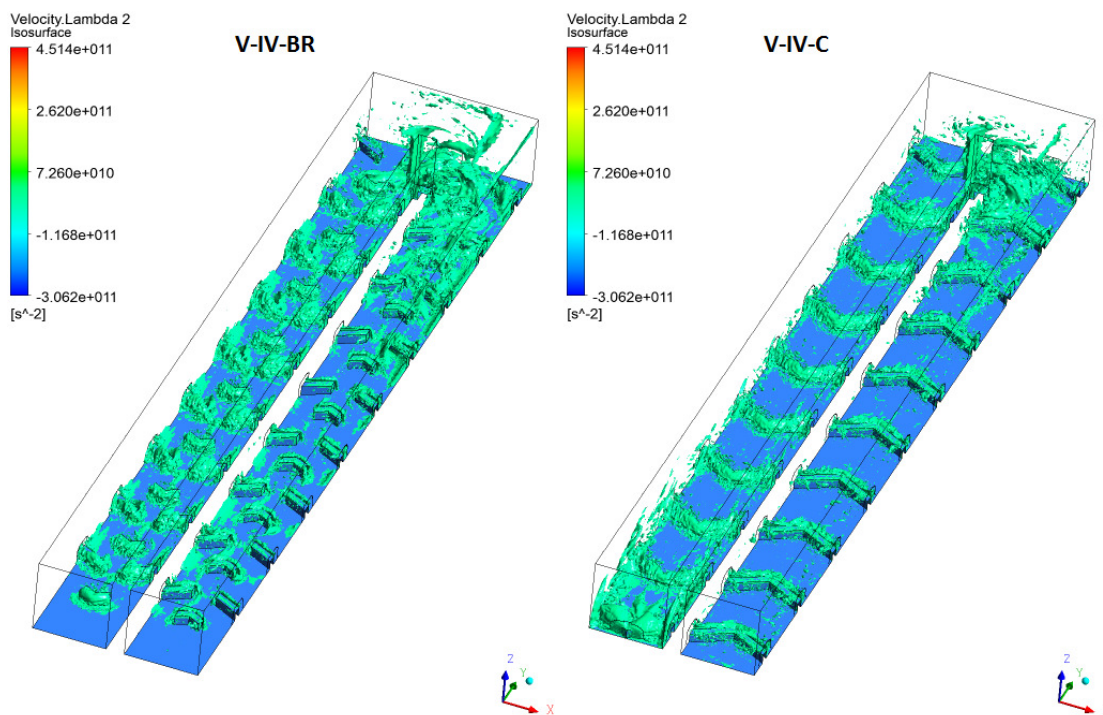 Velocity.Lambda 2
Isosurface
4.514e+011
2.620e+011
7.260e+010
-1.168e+011
-3.062e+011
[s^-2]
V-IV-BR
Z
Y
X
Velocity.Lambda 2
Isosurface
4.514e+011
2.620e+011
7.260e+010
-1.168e+011
-3.062e+011
[s^-2]
V-IV-C
Z
Y